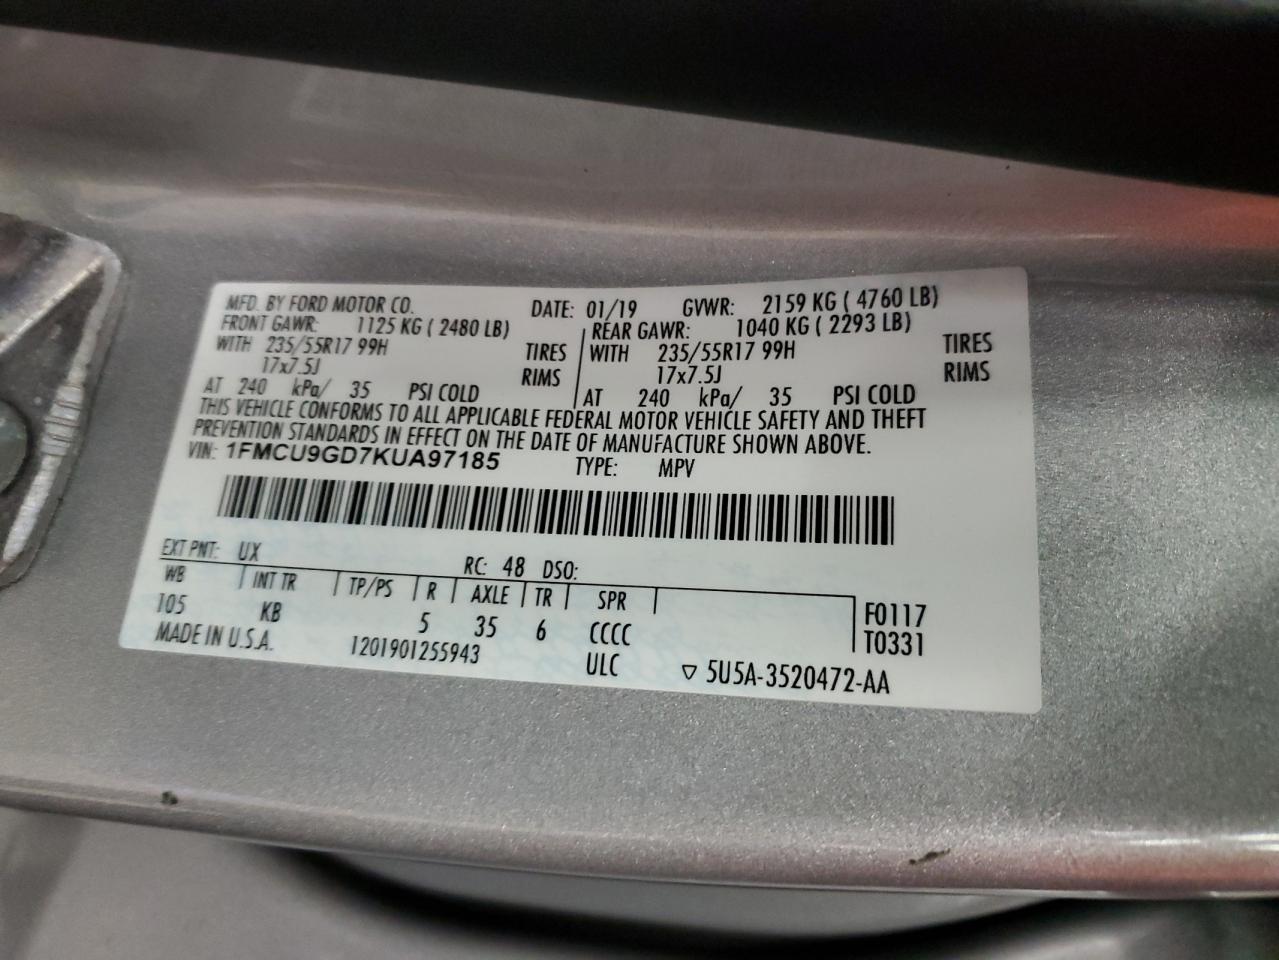 MFD. BY FORD MOTOR CO. DATE: 01/19 GVWR: 2159 KG ( 4760 LB)
FRONT GAWR: 1125 KG ( 2480 LB) REAR GAWR: 1040 KG ( 2293 LB)
WITH 235/55R17 99H TIRES WITH 235/55R17 99H TIRES
17x7.5J RIMS 17x7.5J RIMS
AT 240 kPa/ 35 PSI COLD AT 240 kPa/ 35 PSI COLD
THIS VEHICLE CONFORMS TO ALL APPLICABLE FEDERAL MOTOR VEHICLE SAFETY AND THEFT
PREVENTION STANDARDS IN EFFECT ON THE DATE OF MANUFACTURE SHOWN ABOVE.
VIN: 1FMCU9GD7KUA97185 TYPE: MPV
EXT PNT: UX RC: 48 DSO:
WB INT TR TP/PS R AXLE TR SPR F0117
105 KB 5 35 6 CCCC T0331
MADE IN U.S.A. 1201901255943 ULC ▽ 5U5A-3520472-AA